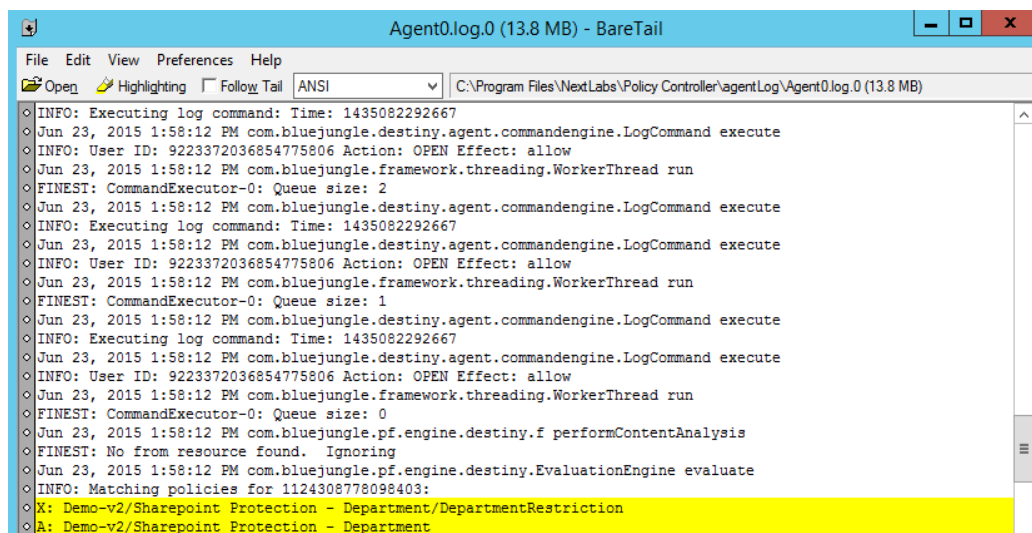 Agent0.log.0 (13.8 MB) - BareTail
File Edit View Preferences Help
Open Highlighting Follow Tail ANSI C:\Program Files\NextLabs\Policy Controller\agentLog\Agent0.log.0 (13.8 MB)
INFO: Executing log command: Time: 1435082292667
Jun 23, 2015 1:58:12 PM com.bluejungle.destiny.agent.commandengine.LogCommand execute
INFO: User ID: 9223372036854775806 Action: OPEN Effect: allow
Jun 23, 2015 1:58:12 PM com.bluejungle.framework.threading.WorkerThread run
FINEST: CommandExecutor-0: Queue size: 2
Jun 23, 2015 1:58:12 PM com.bluejungle.destiny.agent.commandengine.LogCommand execute
INFO: Executing log command: Time: 1435082292667
Jun 23, 2015 1:58:12 PM com.bluejungle.destiny.agent.commandengine.LogCommand execute
INFO: User ID: 9223372036854775806 Action: OPEN Effect: allow
Jun 23, 2015 1:58:12 PM com.bluejungle.framework.threading.WorkerThread run
FINEST: CommandExecutor-0: Queue size: 1
Jun 23, 2015 1:58:12 PM com.bluejungle.destiny.agent.commandengine.LogCommand execute
INFO: Executing log command: Time: 1435082292667
Jun 23, 2015 1:58:12 PM com.bluejungle.destiny.agent.commandengine.LogCommand execute
INFO: User ID: 9223372036854775806 Action: OPEN Effect: allow
Jun 23, 2015 1:58:12 PM com.bluejungle.framework.threading.WorkerThread run
FINEST: CommandExecutor-0: Queue size: 0
Jun 23, 2015 1:58:12 PM com.bluejungle.pf.engine.destiny.f performContentAnalysis
FINEST: No from resource found.  Ignoring
Jun 23, 2015 1:58:12 PM com.bluejungle.pf.engine.destiny.EvaluationEngine evaluate
INFO: Matching policies for 1124308778098403:
X: Demo-v2/Sharepoint Protection - Department/DepartmentRestriction
A: Demo-v2/Sharepoint Protection - Department